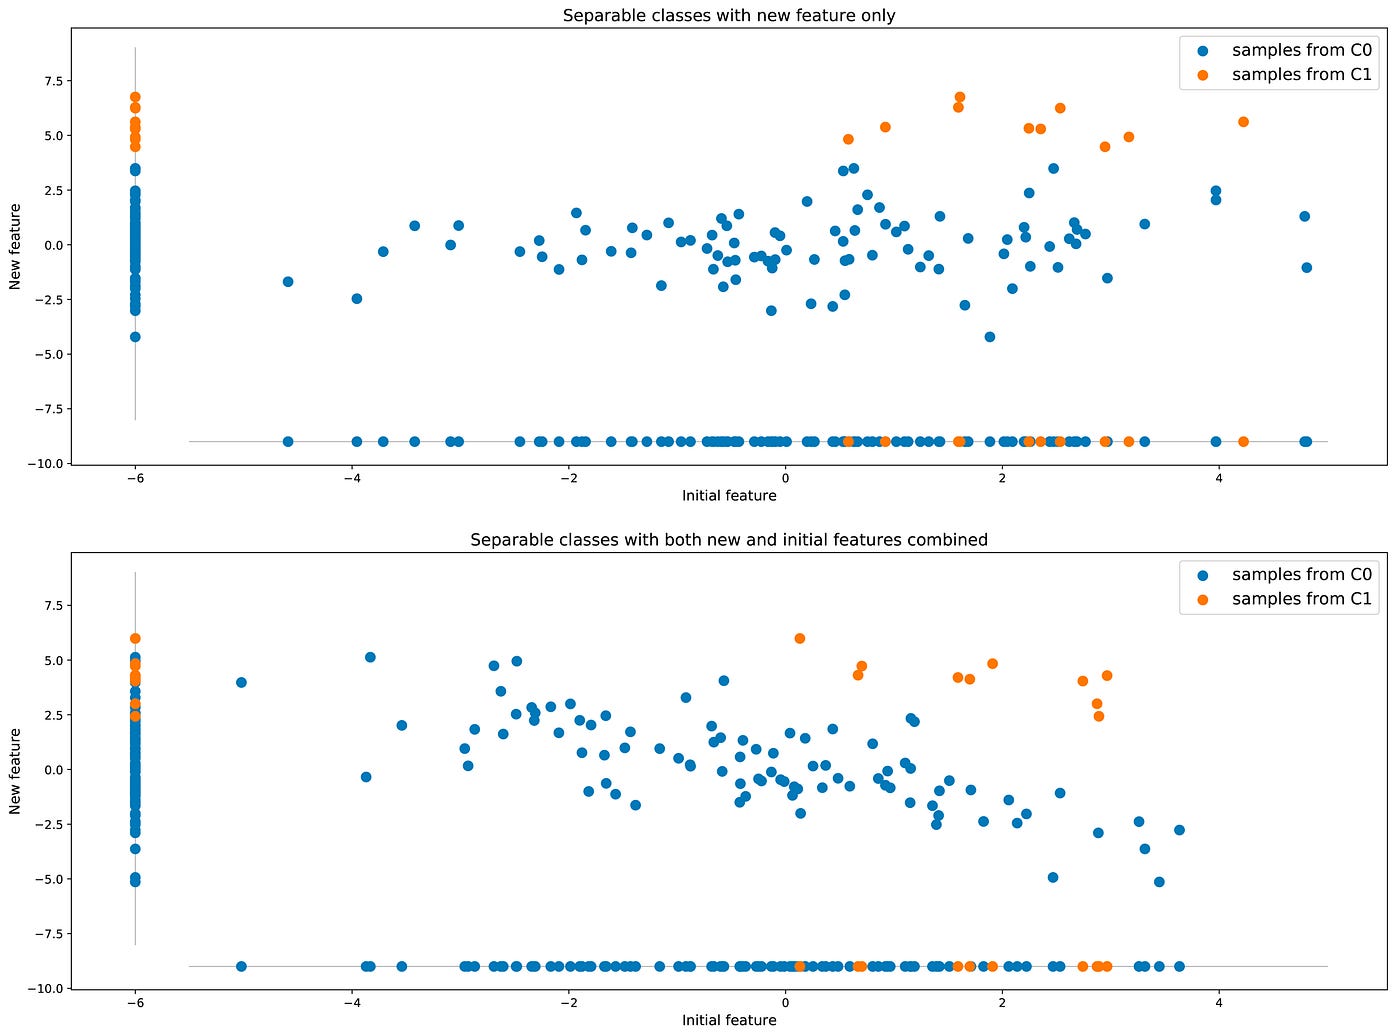 Separable classes with new feature only
samples from C0
samples from C1
7.5
5.0
2.5
0.0
−2.5
−5.0
−7.5
−10.0
New feature
−6 −4 −2 0 2 4
Initial feature
Separable classes with both new and initial features combined
samples from C0
samples from C1
7.5
5.0
2.5
0.0
−2.5
−5.0
−7.5
−10.0
New feature
−6 −4 −2 0 2 4
Initial feature